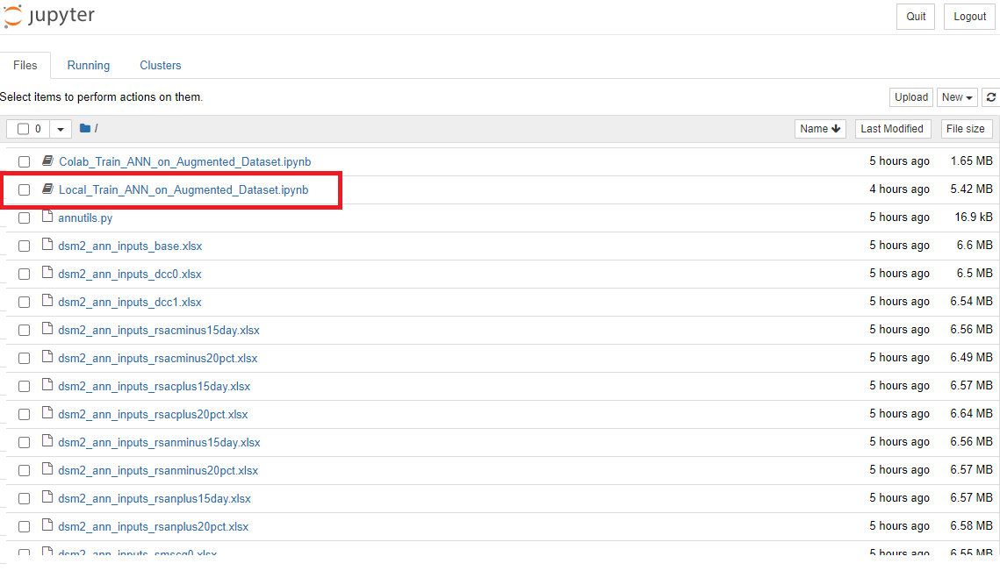 jupyter Quit Logout
Files Running Clusters
Select items to perform actions on them. Upload New
0 / Name Last Modified File size
Colab_Train_ANN_on_Augmented_Dataset.ipynb 5 hours ago 1.65 MB
Local_Train_ANN_on_Augmented_Dataset.ipynb 4 hours ago 5.42 MB
annutils.py 5 hours ago 16.9 kB
dsm2_ann_inputs_base.xlsx 5 hours ago 6.6 MB
dsm2_ann_inputs_dcc0.xlsx 5 hours ago 6.5 MB
dsm2_ann_inputs_dcc1.xlsx 5 hours ago 6.54 MB
dsm2_ann_inputs_rsacminus15day.xlsx 5 hours ago 6.56 MB
dsm2_ann_inputs_rsacminus20pct.xlsx 5 hours ago 6.49 MB
dsm2_ann_inputs_rsacplus15day.xlsx 5 hours ago 6.57 MB
dsm2_ann_inputs_rsacplus20pct.xlsx 5 hours ago 6.64 MB
dsm2_ann_inputs_rsanminus15day.xlsx 5 hours ago 6.56 MB
dsm2_ann_inputs_rsanminus20pct.xlsx 5 hours ago 6.57 MB
dsm2_ann_inputs_rsanplus15day.xlsx 5 hours ago 6.57 MB
dsm2_ann_inputs_rsanplus20pct.xlsx 5 hours ago 6.58 MB
dsm2_ann_inputs_smscg0.xlsx 5 hours ago 6.55 MB